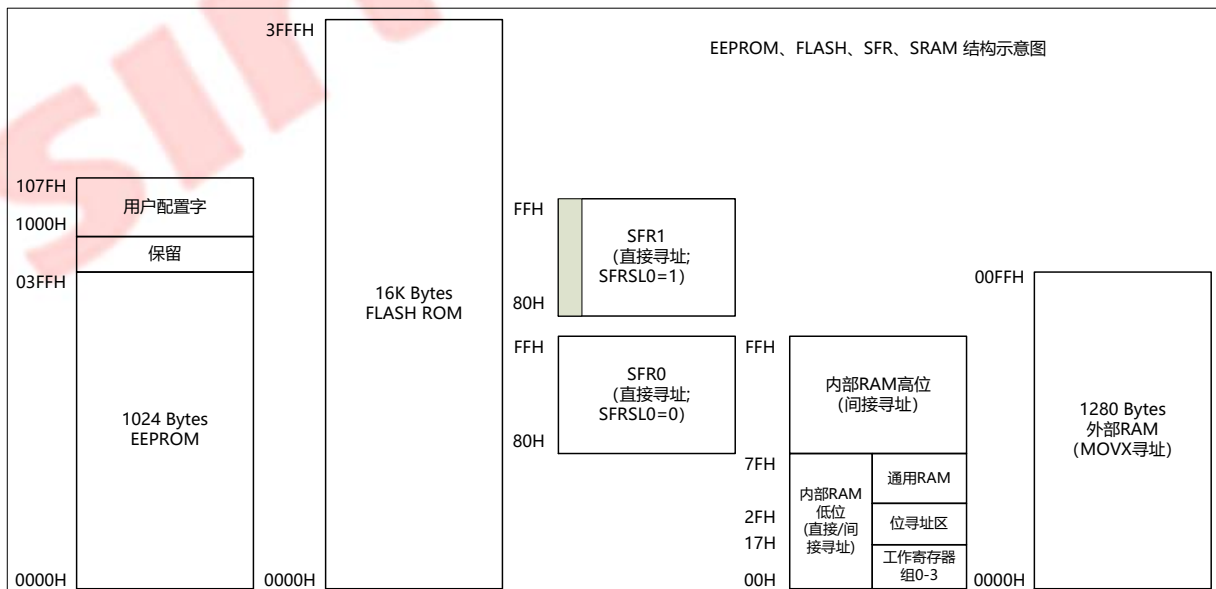 EEPROM、FLASH、SFR、SRAM 结构示意图
107FH
用户配置字
1000H
保留
03FFH
1024 Bytes
EEPROM
0000H
3FFFH
16K Bytes
FLASH ROM
0000H
FFH
SFR1
(直接寻址;
SFRSL0=1)
80H
FFH
SFR0
(直接寻址;
SFRSL0=0)
80H
FFH
内部RAM高位
(间接寻址)
7FH
内部RAM
低位
(直接/间
接寻址)
通用RAM
2FH
位寻址区
17H
工作寄存器
组0-3
00H
00FFH
1280 Bytes
外部RAM
(MOVX寻址)
0000H